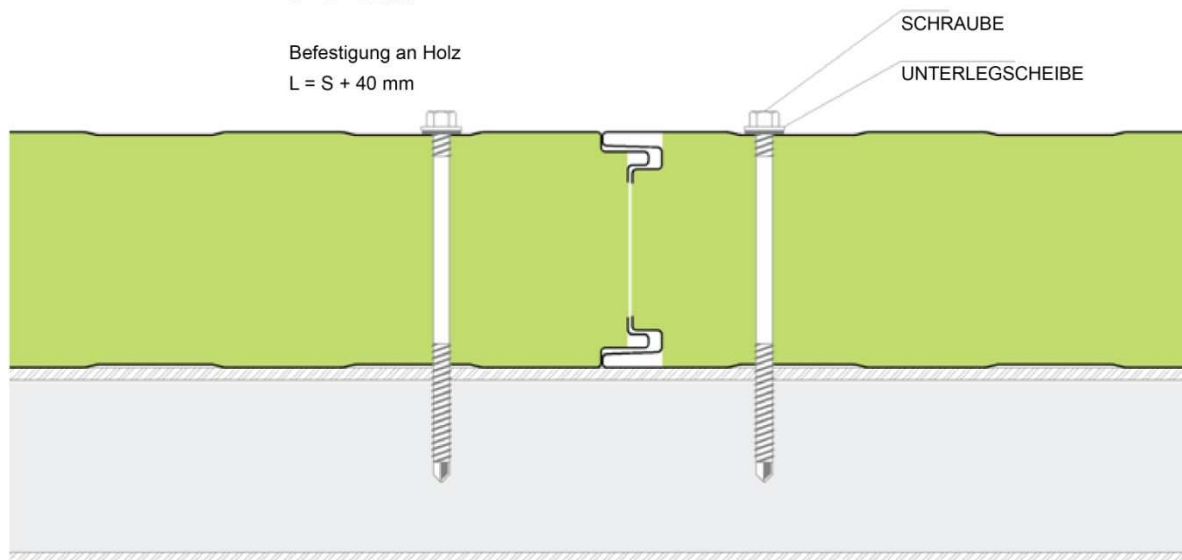 Befestigung an Holz
L = S + 40 mm
SCHRAUBE
UNTERLEGSCHEIBE